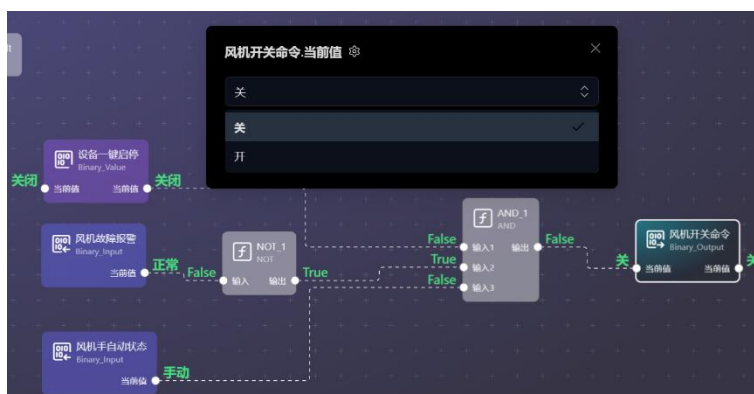 lt
风机开关命令.当前值
关
关
开
设备一键启停
Binary_Value
关闭
当前值
当前值
关闭
风机故障报警
Binary_Input
当前值
正常
False
NOT_1
NOT
输入
输出
True
AND_1
AND
False
输入1
输出
False
True
输入2
False
输入3
风机开关命令
Binary_Output
关
当前值
当前值
关
风机手自动状态
Binary_Input
当前值
手动